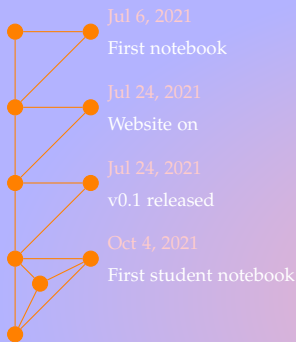 Jul 6, 2021
First notebook
Jul 24, 2021
Website on
Jul 24, 2021
v0.1 released
Oct 4, 2021
First student notebook